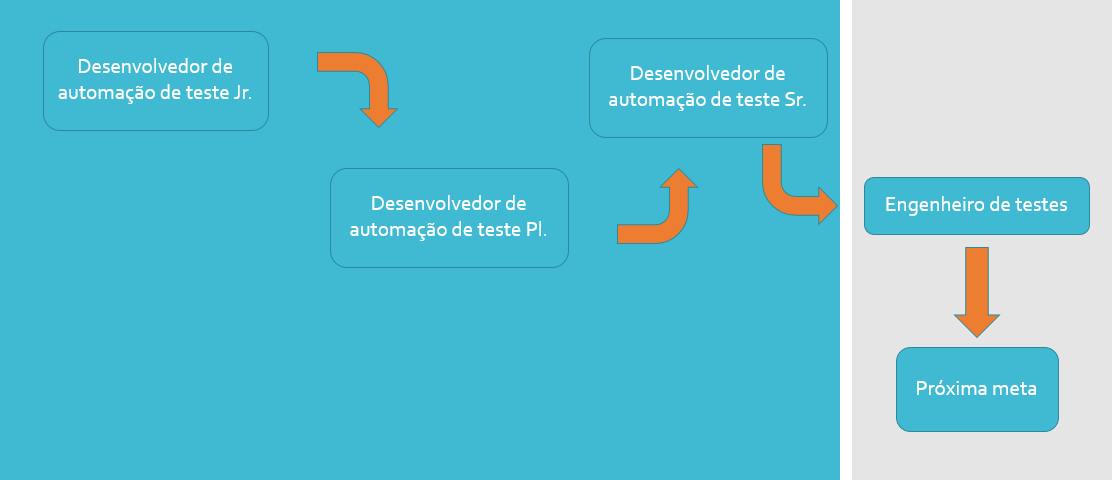 Desenvolvedor de
automação de teste Jr.
Desenvolvedor de
automação de teste Pl.
Desenvolvedor de
automação de teste Sr.
Engenheiro de testes
Próxima meta